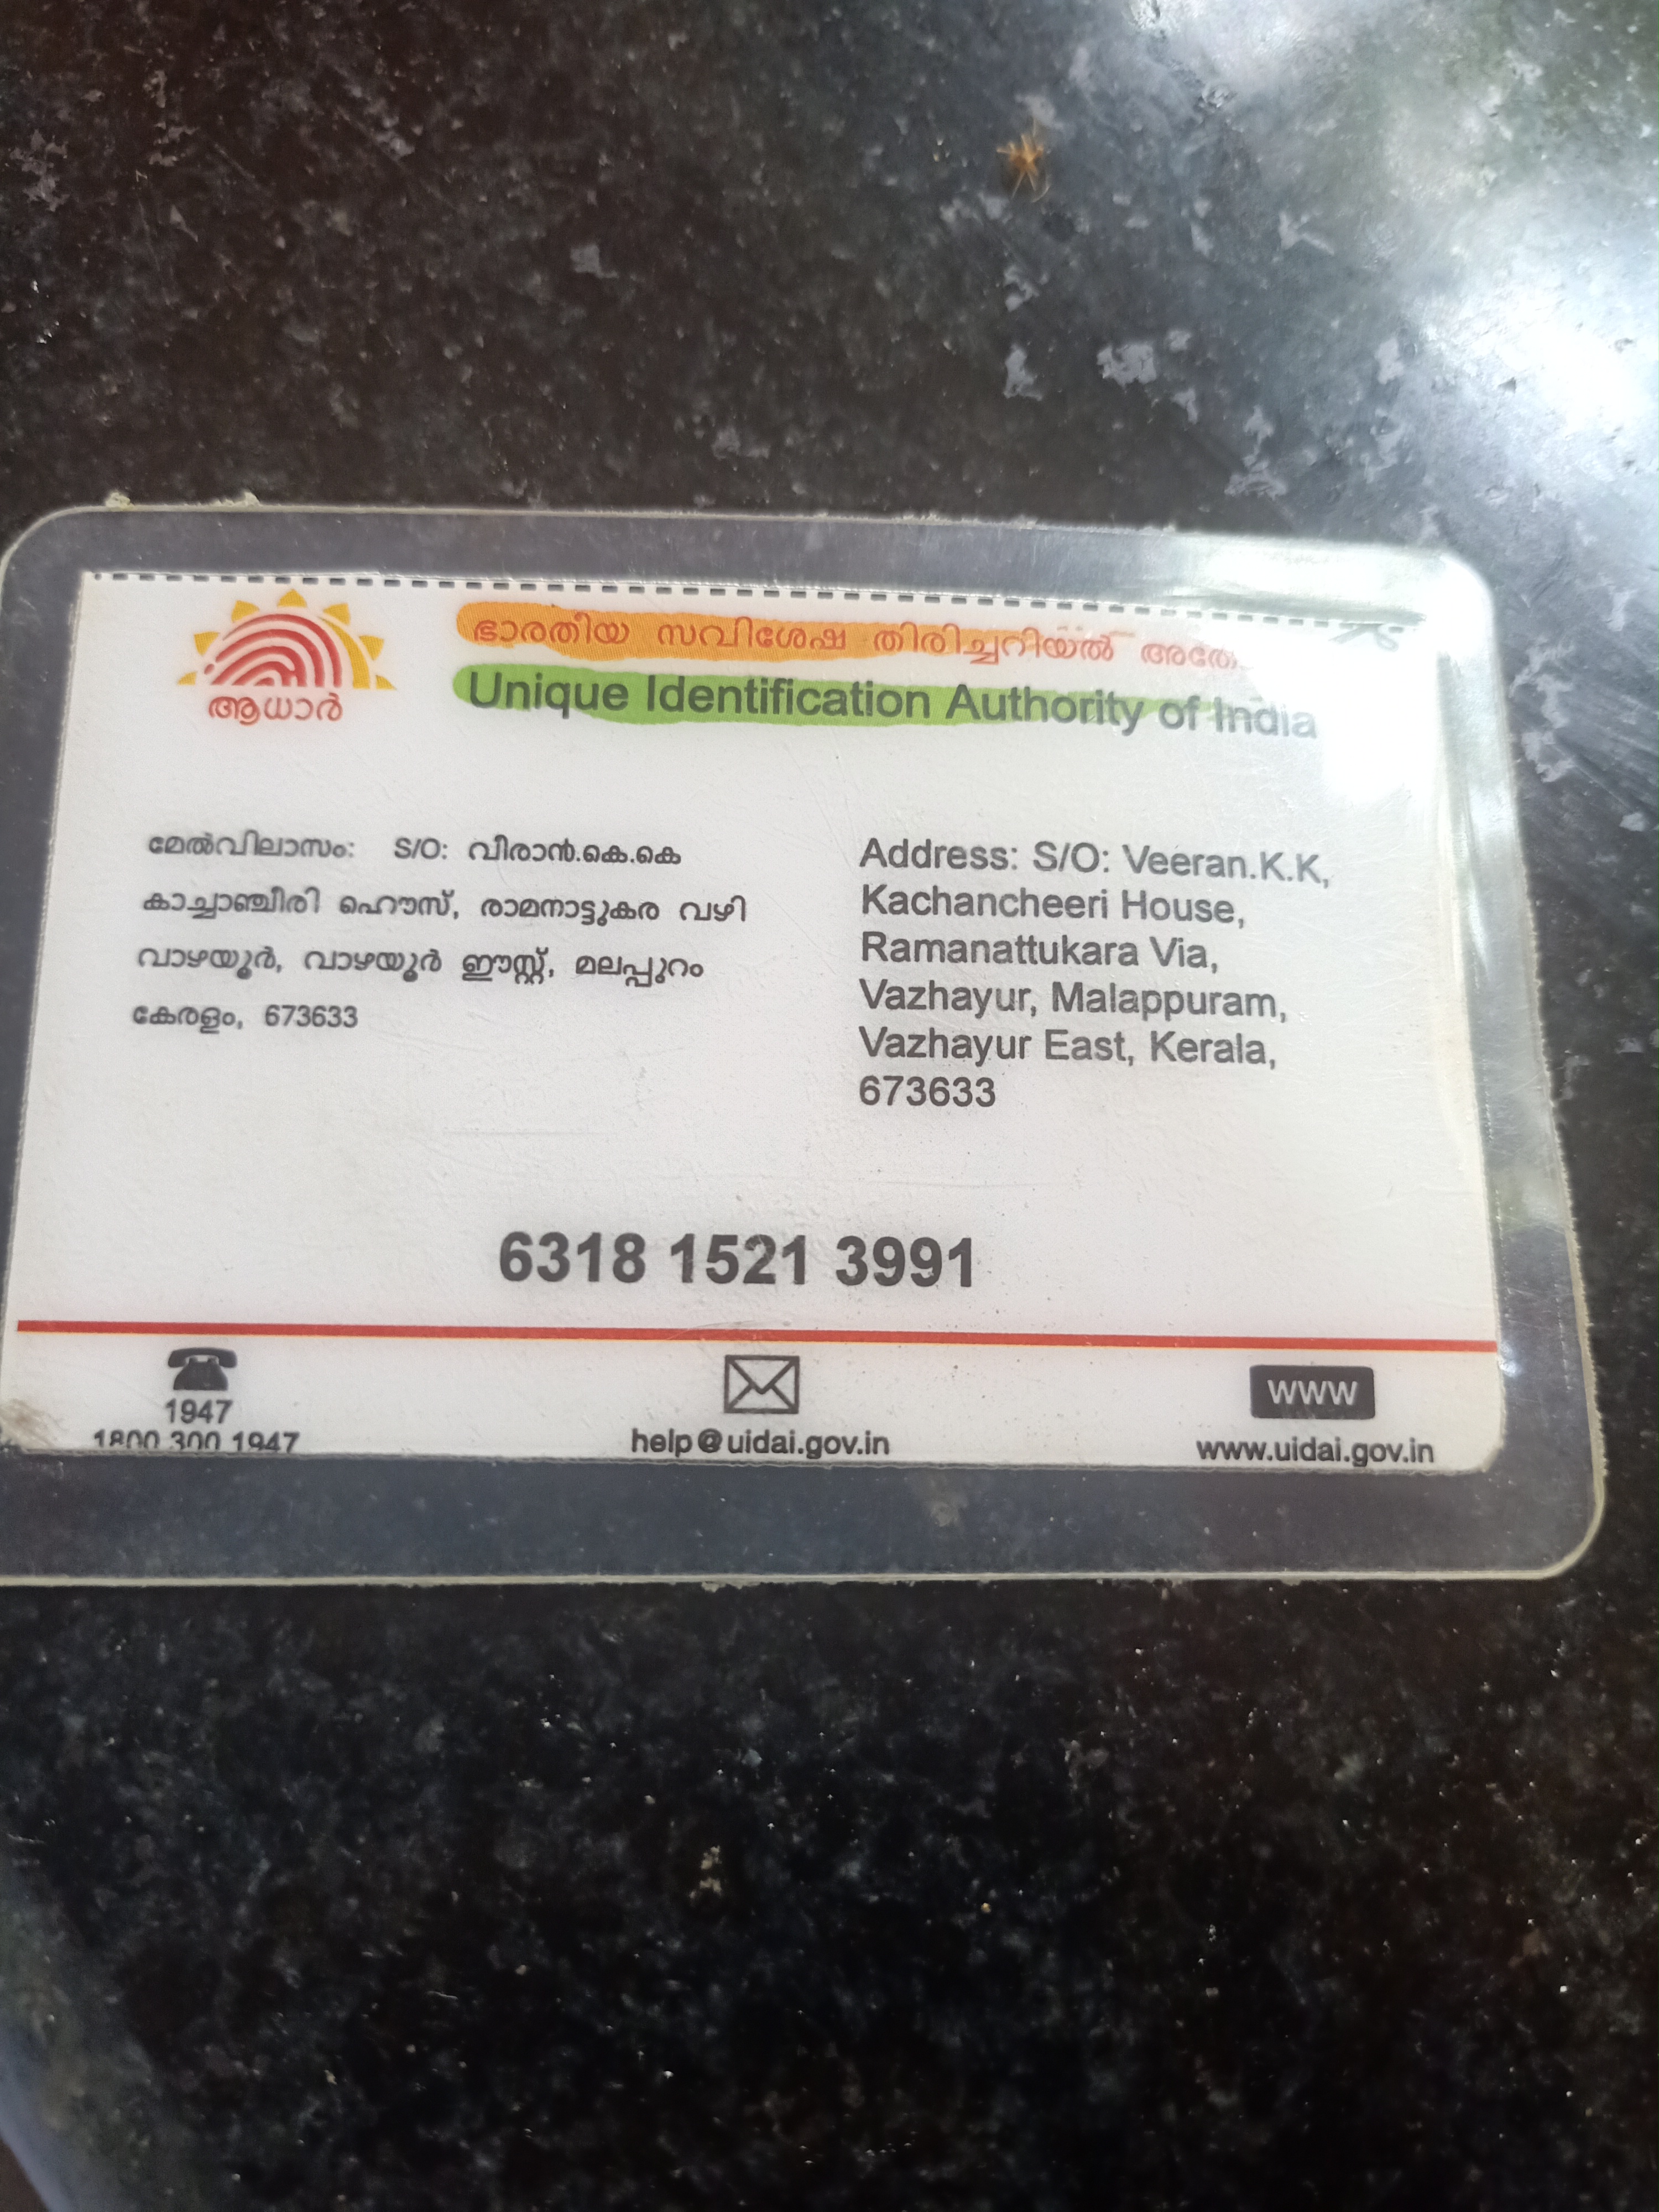 ആധാർ
ഭാരതീയ സവിശേഷ തിരിച്ചറിയൽ
Unique Identification Authority of India
മേൽവിലാസം: S/O: വീരാൻ.കെ.കെ
കാച്ചാഞ്ചീരി ഹൌസ്, രാമനാട്ടുകര വഴി
വാഴയൂർ, വാഴയൂർ ഈസ്റ്റ്, മലപ്പുറം
കേരളം, 673633
Address: S/O: Veeran.K.K,
Kachancheeri House,
Ramanattukara Via,
Vazhayur, Malappuram,
Vazhayur East, Kerala,
673633
6318 1521 3991
1947
1800 300 1947
help@uidai.gov.in
WWW
www.uidai.gov.in